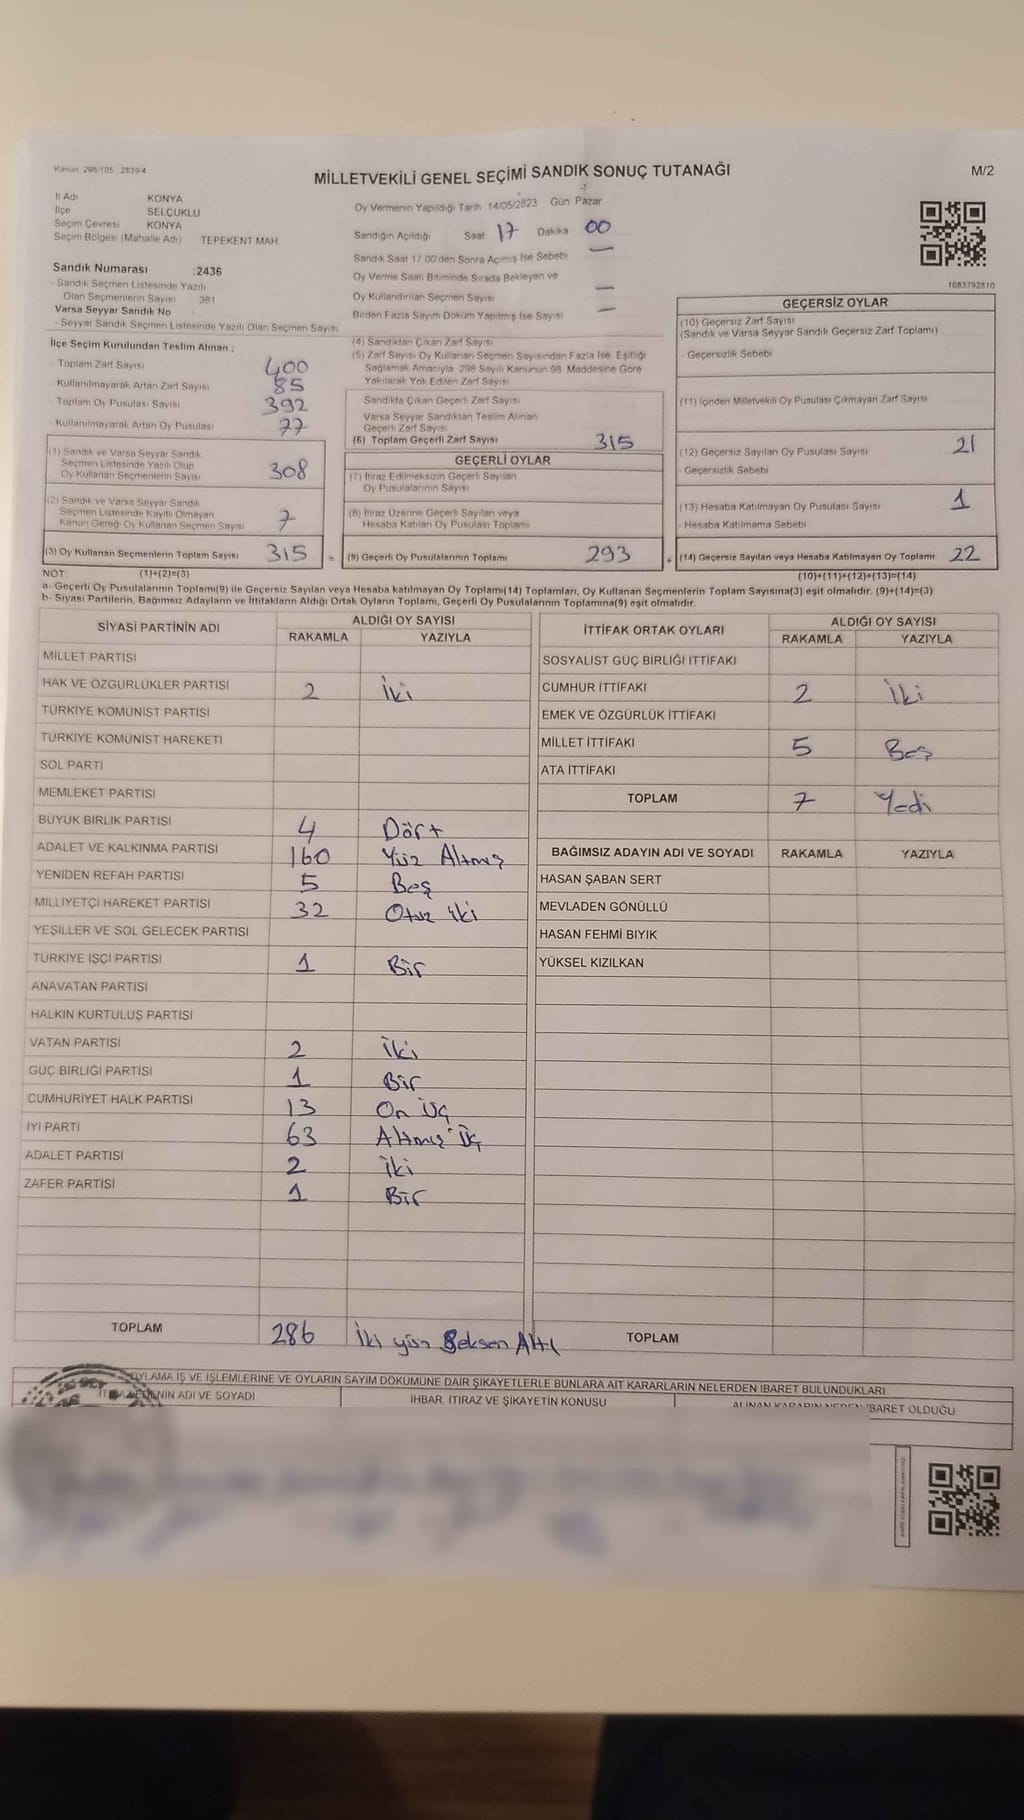 Kanun 298/105 2839/4
MİLLETVEKİLİ GENEL SEÇİMİ SANDIK SONUÇ TUTANAĞI
M/2
İl Adı KONYA
İlçe SELÇUKLU
Seçim Çevresi KONYA
Seçim Bölgesi (Mahalle Adı) TEPEKENT MAH
Sandık Numarası :2436
- Sandık Seçmen Listesinde Yazılı
Olan Seçmenlerin Sayısı 381
Varsa Seyyar Sandık No
- Seyyar Sandık Seçmen Listesinde Yazılı Olan Seçmen Sayısı
Oy Vermenin Yapıldığı Tarih 14/05/2023 Gün: Pazar
Sandığın Açıldığı Saat 17 Dakika 00
Sandık Saat 17.00'den Sonra Açımış İse Sebebi —
Oy Verme Saati Bitiminde Sırada Bekleyen ve
Oy Kullandırılan Seçmen Sayısı —
Birden Fazla Sayım Döküm Yapılmış İse Sayısı —
1083792810
İlçe Seçim Kurulundan Teslim Alınan ;
- Toplam Zarf Sayısı 400
- Kullanılmayarak Artan Zarf Sayısı 85
- Toplam Oy Pusulası Sayısı 392
- Kullanılmayarak Artan Oy Pusulası 77
(1) Sandık ve Varsa Seyyar Sandık
Seçmen Listesinde Yazılı Olup
Oy Kullanan Seçmenlerin Sayısı 308
(2) Sandık ve Varsa Seyyar Sandık
Seçmen Listesinde Kayıtlı Olmayan
Kanun Gereği Oy Kullanan Seçmen Sayısı 7
(3) Oy Kullanan Seçmenlerin Toplam Sayısı 315 =
(4) Sandıktan Çıkan Zarf Sayısı
(5) Zarf Sayısı Oy Kullanan Seçmen Sayısından Fazla İse, Eşitliği
Sağlamak Amacıyla, 298 Sayılı Kanunun 98. Maddesine Göre
Yakılarak Yok Edilen Zarf Sayısı
Sandıkta Çıkan Geçerli Zarf Sayısı
Varsa Seyyar Sandıktan Teslim Alınan
Geçerli Zarf Sayısı
(6) Toplam Geçerli Zarf Sayısı 315
GEÇERLİ OYLAR
(7) İtiraz Edilmeksizin Geçerli Sayılan
Oy Pusulalarının Sayısı
(8) İtiraz Üzerine Geçerli Sayılan veya
Hesaba Katılan Oy Pusulası Toplamı
(9) Geçerli Oy Pusulalarının Toplamı 293 +
GEÇERSİZ OYLAR
(10) Geçersiz Zarf Sayısı
(Sandık ve Varsa Seyyar Sandık Geçersiz Zarf Toplamı)
- Geçersizlik Sebebi
(11) İçinden Milletvekili Oy Pusulası Çıkmayan Zarf Sayısı
(12) Geçersiz Sayılan Oy Pusulası Sayısı 21
- Geçersizlik Sebebi
(13) Hesaba Katılmayan Oy Pusulası Sayısı 1
- Hesaba Katılmama Sebebi
(14) Geçersiz Sayılan veya Hesaba Katılmayan Oy Toplamı 22
NOT: (1)+(2)=(3) (10)+(11)+(12)+(13)=(14)
a- Geçerli Oy Pusulalarının Toplamı(9) ile Geçersiz Sayılan veya Hesaba katılmayan Oy Toplamı(14) Toplamları, Oy Kullanan Seçmenlerin Toplam Sayısına(3) eşit olmalıdır. (9)+(14)=(3)
b- Siyasi Partilerin, Bağımsız Adayların ve İttifakların Aldığı Ortak Oyların Toplamı, Geçerli Oy Pusulalarının Toplamına(9) eşit olmalıdır.
SİYASİ PARTİNİN ADI ALDIĞI OY SAYISI
RAKAMLA YAZIYLA
MİLLET PARTİSİ
HAK VE ÖZGÜRLÜKLER PARTİSİ 2 İki
TÜRKİYE KOMÜNİST PARTİSİ
TÜRKİYE KOMÜNİST HAREKETİ
SOL PARTİ
MEMLEKET PARTİSİ
BÜYÜK BİRLİK PARTİSİ 4 Dört
ADALET VE KALKINMA PARTİSİ 160 Yüz Altmış
YENİDEN REFAH PARTİSİ 5 Beş
MİLLİYETÇİ HAREKET PARTİSİ 32 Otuz iki
YEŞİLLER VE SOL GELECEK PARTİSİ
TÜRKİYE İŞÇİ PARTİSİ 1 Bir
ANAVATAN PARTİSİ
HALKIN KURTULUŞ PARTİSİ
VATAN PARTİSİ 2 İki
GÜÇ BİRLİĞİ PARTİSİ 1 Bir
CUMHURİYET HALK PARTİSİ 13 On Üç
İYİ PARTİ 63 Altmış Üç
ADALET PARTİSİ 2 İki
ZAFER PARTİSİ 1 Bir
TOPLAM 286 İki yüz Seksen Altı
İTTİFAK ORTAK OYLARI ALDIĞI OY SAYISI
RAKAMLA YAZIYLA
SOSYALİST GÜÇ BİRLİĞİ İTTİFAKI
CUMHUR İTTİFAKI 2 İki
EMEK VE ÖZGÜRLÜK İTTİFAKI
MİLLET İTTİFAKI 5 Beş
ATA İTTİFAKI
TOPLAM 7 Yedi
BAĞIMSIZ ADAYIN ADI VE SOYADI RAKAMLA YAZIYLA
HASAN ŞABAN SERT
MEVLADEN GÖNÜLLÜ
HASAN FEHMİ BIYIK
YÜKSEL KIZILKAN
TOPLAM
OYLAMA İŞ VE İŞLEMLERİNE VE OYLARIN SAYIM DÖKÜMÜNE DAİR ŞİKAYETLERLE BUNLARA AİT KARARLARIN NELERDEN İBARET BULUNDUKLARI
ADI VE SOYADI
İHBAR, İTİRAZ VE ŞİKAYETİN KONUSU
ALINAN KARARIN NEDEN İBARET OLDUĞU